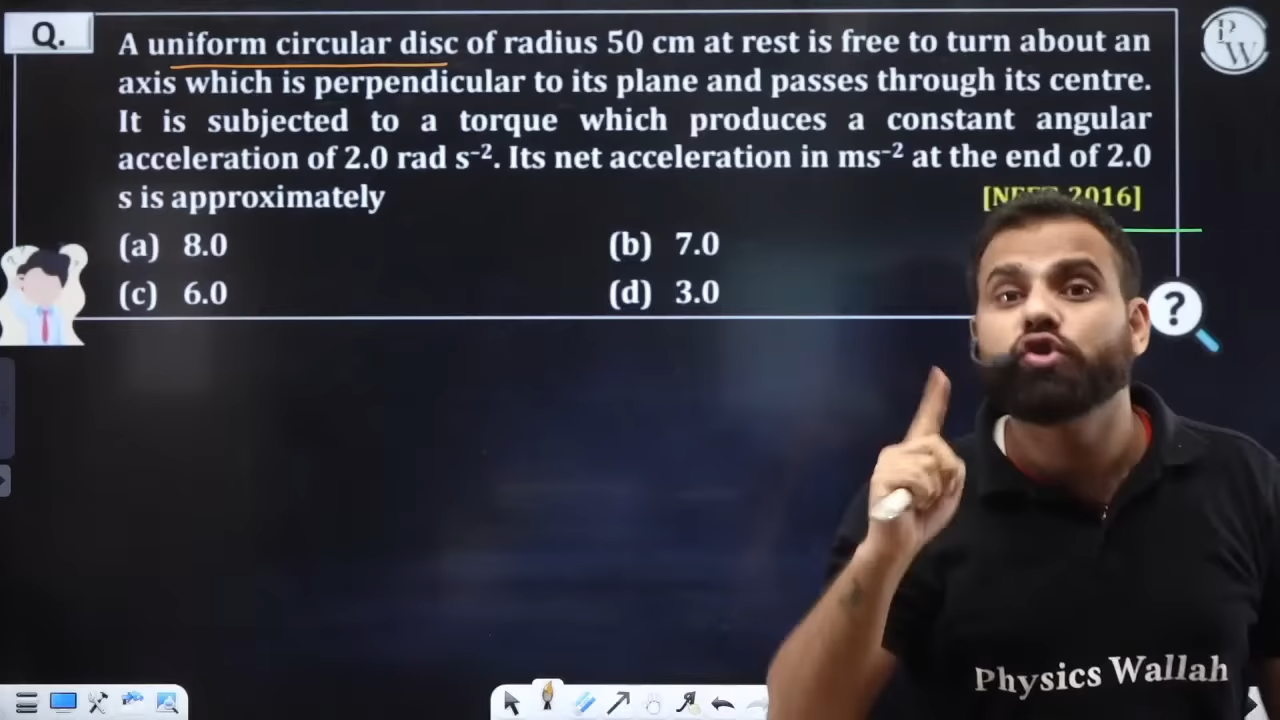 Q.
A uniform circular disc of radius 50 cm at rest is free to turn about an
axis which is perpendicular to its plane and passes through its centre.
It is subjected to a torque which produces a constant angular
acceleration of 2.0 rad s⁻². Its net acceleration in ms⁻² at the end of 2.0
s is approximately
2016]
(a) 8.0
(b) 7.0
(c) 6.0
(d) 3.0
?
PW
Physics Wallah